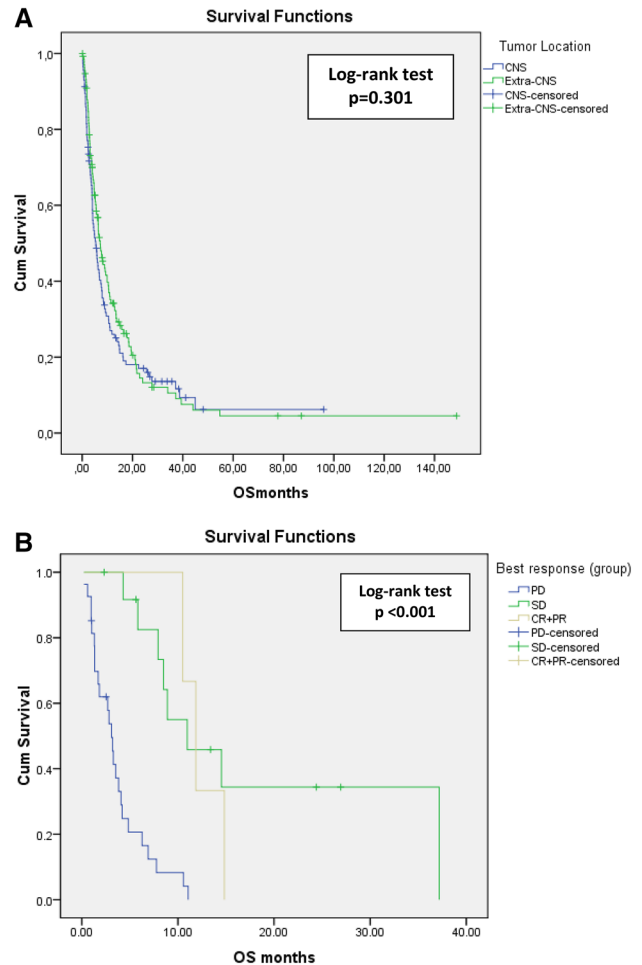 A
Survival Functions
Log-rank test
p=0.301
Tumor Location
CNS
Extra-CNS
CNS-censored
Extra-CNS-censored
Cum Survival
1,0
0,8
0,6
0,4
0,2
0,0
,00 20,00 40,00 60,00 80,00 100,00 120,00 140,00
OSmonths
B
Survival Functions
Log-rank test
p <0.001
Best response (group)
PD
SD
CR+PR
PD-censored
SD-censored
CR+PR-censored
Cum Survival
1.0
0.8
0.6
0.4
0.2
0.0
0.00 10.00 20.00 30.00 40.00
OS months